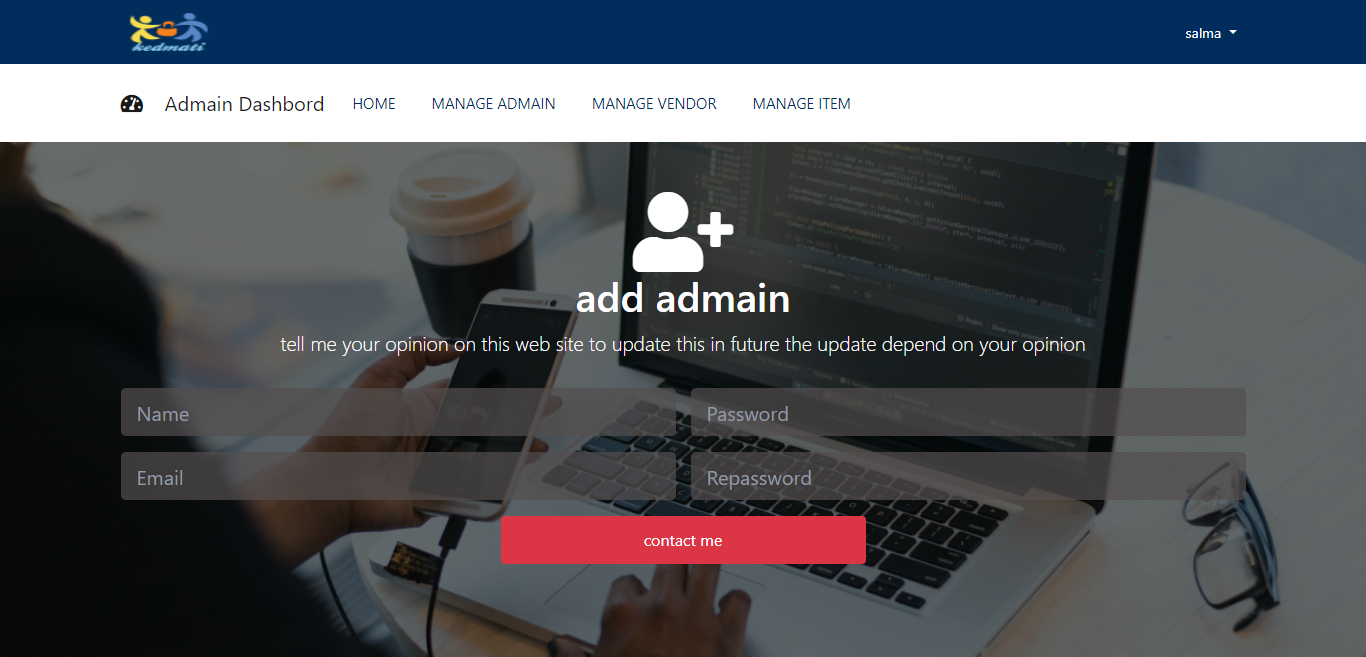 kedmati
salma
Admain Dashbord HOME MANAGE ADMAIN MANAGE VENDOR MANAGE ITEM
add admain
tell me your opinion on this web site to update this in future the update depend on your opinion
Name Password
Email Repassword
contact me